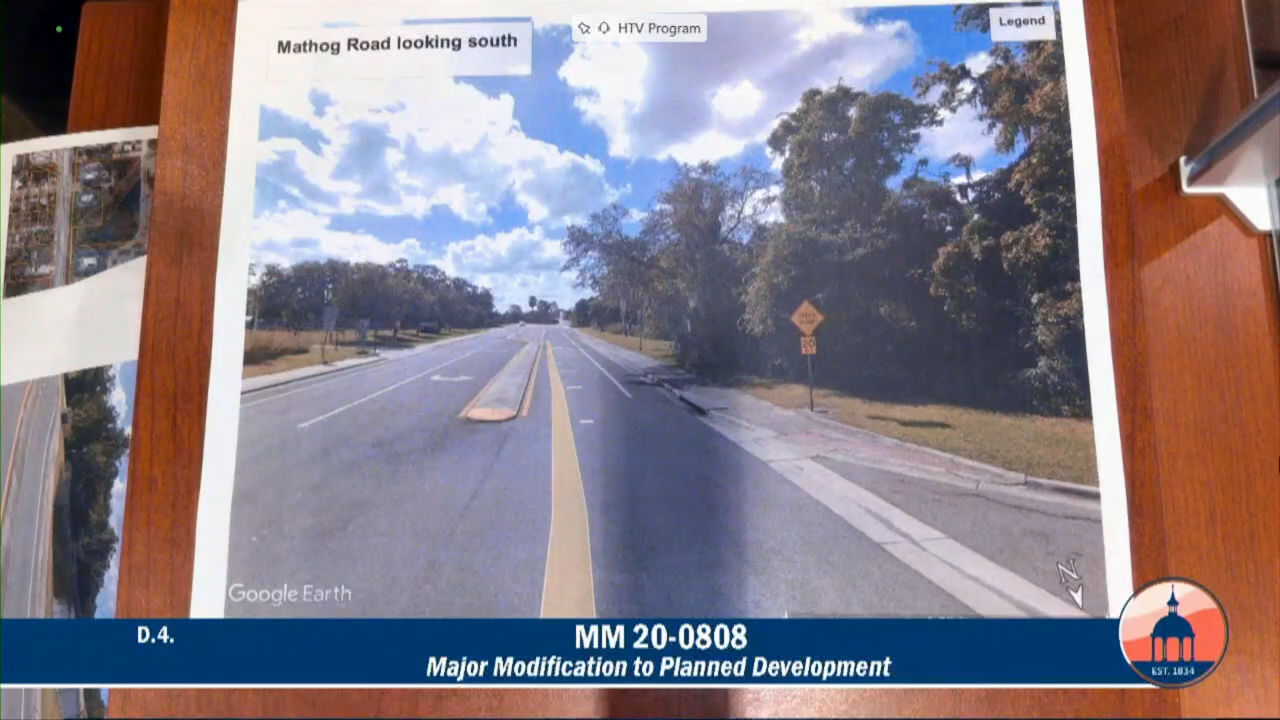 HTV Program
Legend
Mathog Road looking south
20
Google Earth
N
D.4.
MM 20-0808
Major Modification to Planned Development
EST. 1834